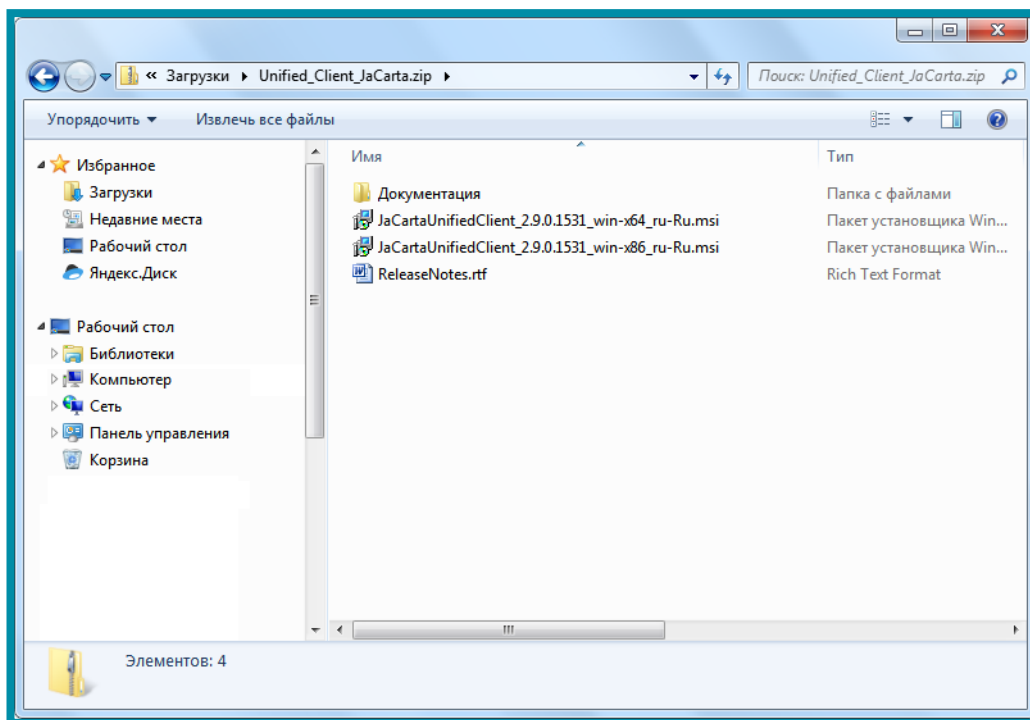 « Загрузки Unified_Client_JaCarta.zip
Поиск: Unified_Client_JaCarta.zip
Упорядочить Извлечь все файлы
Избранное
Загрузки
Недавние места
Рабочий стол
Яндекс.Диск
Рабочий стол
Библиотеки
Компьютер
Сеть
Панель управления
Корзина
Имя Тип
Документация Папка с файлами
JaCartaUnifiedClient_2.9.0.1531_win-x64_ru-Ru.msi Пакет установщика Win...
JaCartaUnifiedClient_2.9.0.1531_win-x86_ru-Ru.msi Пакет установщика Win...
ReleaseNotes.rtf Rich Text Format
Элементов: 4